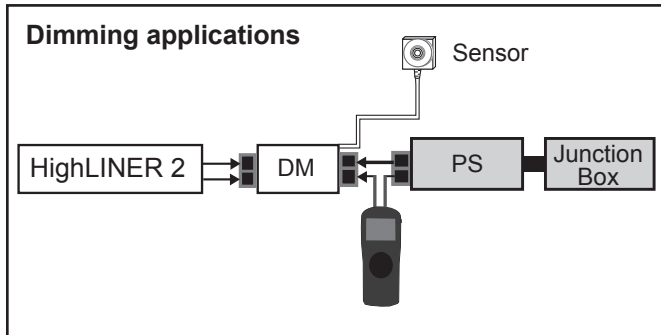 Dimming applications
Sensor
HighLINER 2
DM
PS
Junction
Box